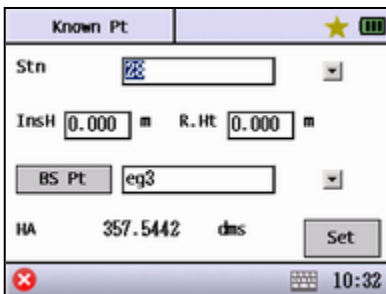 Known Pt
Stn 28
InsH 0.000 m R.Ht 0.000 m
BS Pt eg3
HA 357.5442 dms Set
10:32